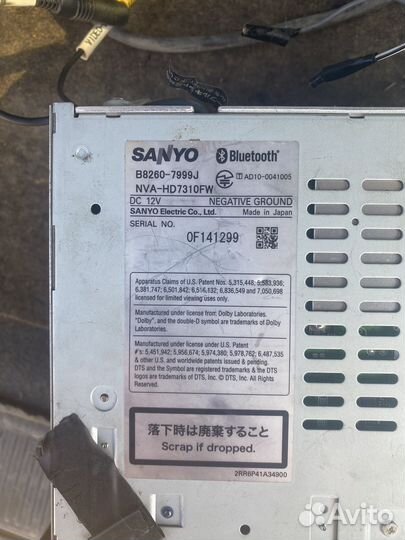 VIDEO
SANYO Bluetooth®
B8260-7999J
NVA-HD7310FW
AD10-0041005
DC 12V NEGATIVE GROUND
SANYO Electric Co., Ltd. Made in Japan
SERIAL NO.
0F141299
Apparatus Claims of U.S. Patent Nos. 5,315,448, 5,583,936,
6,381,747; 6,501,842; 6,516,132; 6,836,549 and 7,050,698
licensed for limited viewing uses only.
Manufactured under license from: Dolby Laboratories.
"Dolby", and the double-D symbol are trademarks of Dolby
Laboratories.
Manufactured under license under U.S. Patent
#'s: 5,451,942; 5,956,674; 5,974,380; 5,978,762; 6,487,535
& other U.S. and worldwide patents issued & pending.
DTS and the Symbol are registered trademarks & the DTS
logos are trademarks of DTS, Inc. © DTS, Inc.
All Rights Reserved.
落下時は廃棄すること
Scrap if dropped.
2RR6P41A34900
Avito